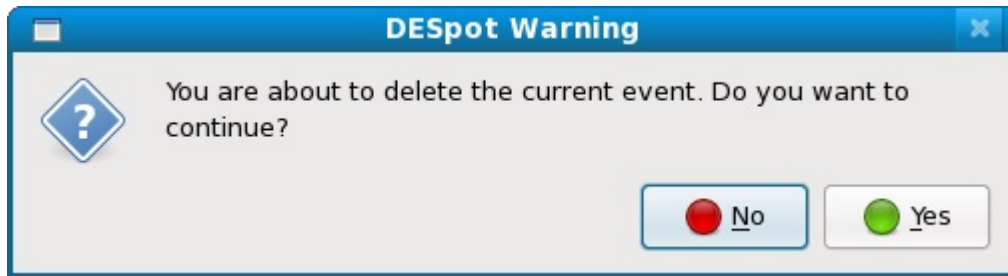 DESpot Warning
You are about to delete the current event. Do you want to
continue?
No
Yes